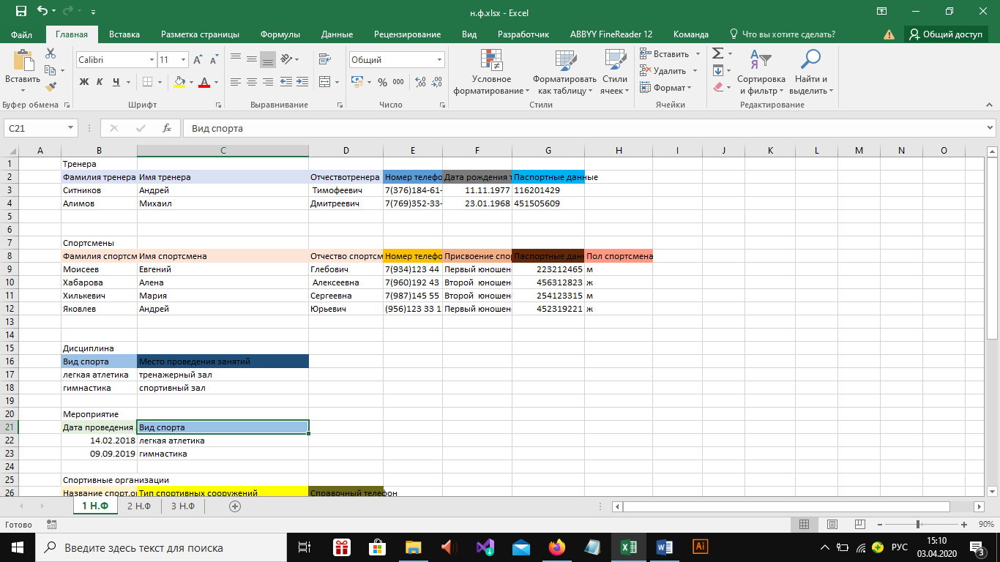 н.ф.xlsx - Excel
Файл Главная Вставка Разметка страницы Формулы Данные Рецензирование Вид Разработчик ABBYY FineReader 12 Команда Что вы хотите сделать? Общий доступ
Calibri 11 Общий
Вставить Ж К Ч А % 000
Условное форматирование Форматировать как таблицу Стили ячеек
Вставить Удалить Формат
Сортировка и фильтр Найти и выделить
Буфер обмена Шрифт Выравнивание Число Стили Ячейки Редактирование
C21 fx Вид спорта
A B C D E F G H I J K L M N O
1 Тренера
2 Фамилия тренера Имя тренера Отчествотренера Номер телефо Дата рождения т Паспортные данные
3 Ситников Андрей Тимофеевич 7(376)184-61- 11.11.1977 116201429
4 Алимов Михаил Дмитреевич 7(769)352-33- 23.01.1968 451505609
5
6
7 Спортсмены
8 Фамилия спортсм Имя спортсмена Отчество спортсм Номер телефо Присвоение спор Паспортные дан Пол спортсмена
9 Моисеев Евгений Глебович 7(934)123 44 Первый юношен 223212465 м
10 Хабарова Алена Алексеевна 7(960)192 43 Второй юношен 456312823 ж
11 Хилькевич Мария Сергеевна 7(987)145 55 Второй юношен 254123315 м
12 Яковлев Андрей Юрьевич (956)123 33 1 Первый юношен 452319221 ж
13
14
15 Дисциплина
16 Вид спорта Место проведения занятий
17 легкая атлетика тренажерный зал
18 гимнастика спортивный зал
19
20 Мероприятие
21 Дата проведения Вид спорта
22 14.02.2018 легкая атлетика
23 09.09.2019 гимнастика
24
25 Спортивные организации
26 Название спорт.ор Тип спортивных сооружений Справочный телефон
1 Н.Ф 2 Н.Ф 3 Н.Ф
Готово 90%
Введите здесь текст для поиска Ai РУС 15:10
03.04.2020 3